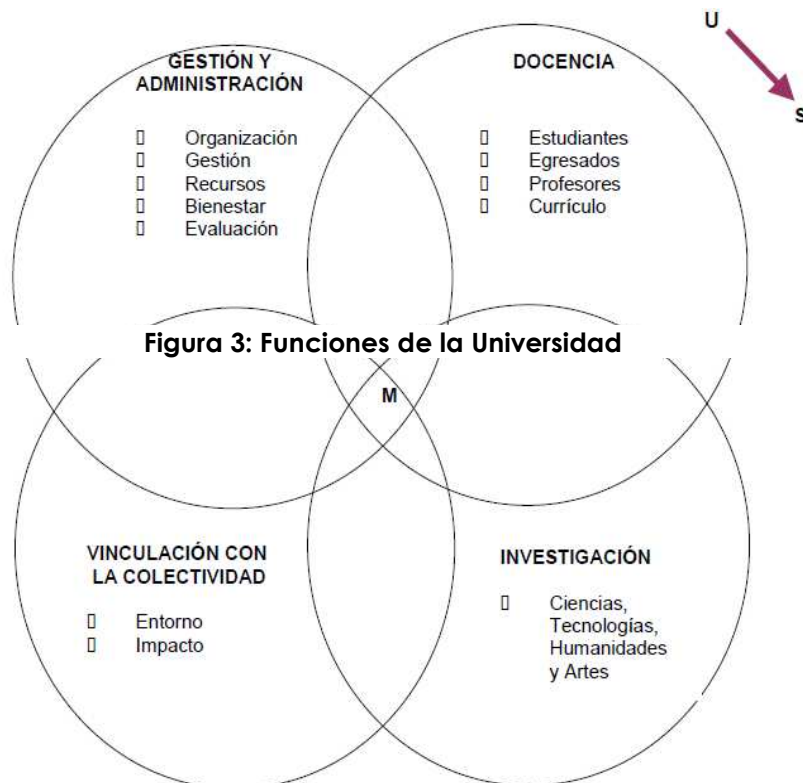 U
S
GESTIÓN Y
ADMINISTRACIÓN
Organización
Gestión
Recursos
Bienestar
Evaluación
DOCENCIA
Estudiantes
Egresados
Profesores
Currículo
Figura 3: Funciones de la Universidad
M
VINCULACIÓN CON
LA COLECTIVIDAD
Entorno
Impacto
INVESTIGACIÓN
Ciencias,
Tecnologías,
Humanidades
y Artes